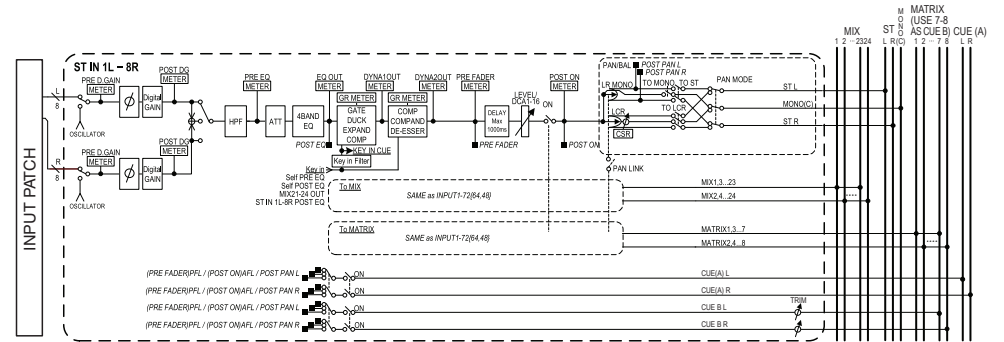 MATRIX
(USE 7-8
MIX ST MONO AS CUE B) CUE (A)
1 2 ··· 2324 L R(C) 1 2 ··· 7 8 L R
INPUT PATCH
ST IN 1L – 8R
L
8
PRE D.GAIN
METER
OSCILLATOR
Ø
Digital
GAIN
POST DG
METER
R
8
PRE D.GAIN
METER
OSCILLATOR
Ø
Digital
GAIN
POST DG
METER
HPF
PRE EQ
METER
ATT
4BAND
EQ
EQ OUT
METER
POST EQ
GR METER
GATE
DUCK
EXPAND
COMP
DYNA1OUT
METER
KEY IN CUE
Key in Filter
Key in
Self PRE EQ
Self POST EQ
MIX21-24 OUT
ST IN 1L-8R POST EQ
GR METER
COMP
COMPAND
DE-ESSER
DYNA2OUT
METER
PRE FADER
METER
PRE FADER
DELAY
Max
1000ms
LEVEL/
DCA1-16
ON
POST ON
METER
POST ON
PAN/BAL
POST PAN L
POST PAN R
LR MONO
TO MONO
TO ST
PAN MODE
LCR
TO LCR
CSR
PAN LINK
ST L
MONO(C)
ST R
To MIX
SAME as INPUT1-72{64,48}
MIX1,3...23
MIX2,4...24
To MATRIX
SAME as INPUT1-72{64,48}
MATRIX1,3...7
MATRIX2,4...8
(PRE FADER)PFL / (POST ON)AFL / POST PAN L ON CUE(A) L
(PRE FADER)PFL / (POST ON)AFL / POST PAN R ON CUE(A) R
(PRE FADER)PFL / (POST ON)AFL / POST PAN L ON CUE B L
TRIM
(PRE FADER)PFL / (POST ON)AFL / POST PAN R ON CUE B R